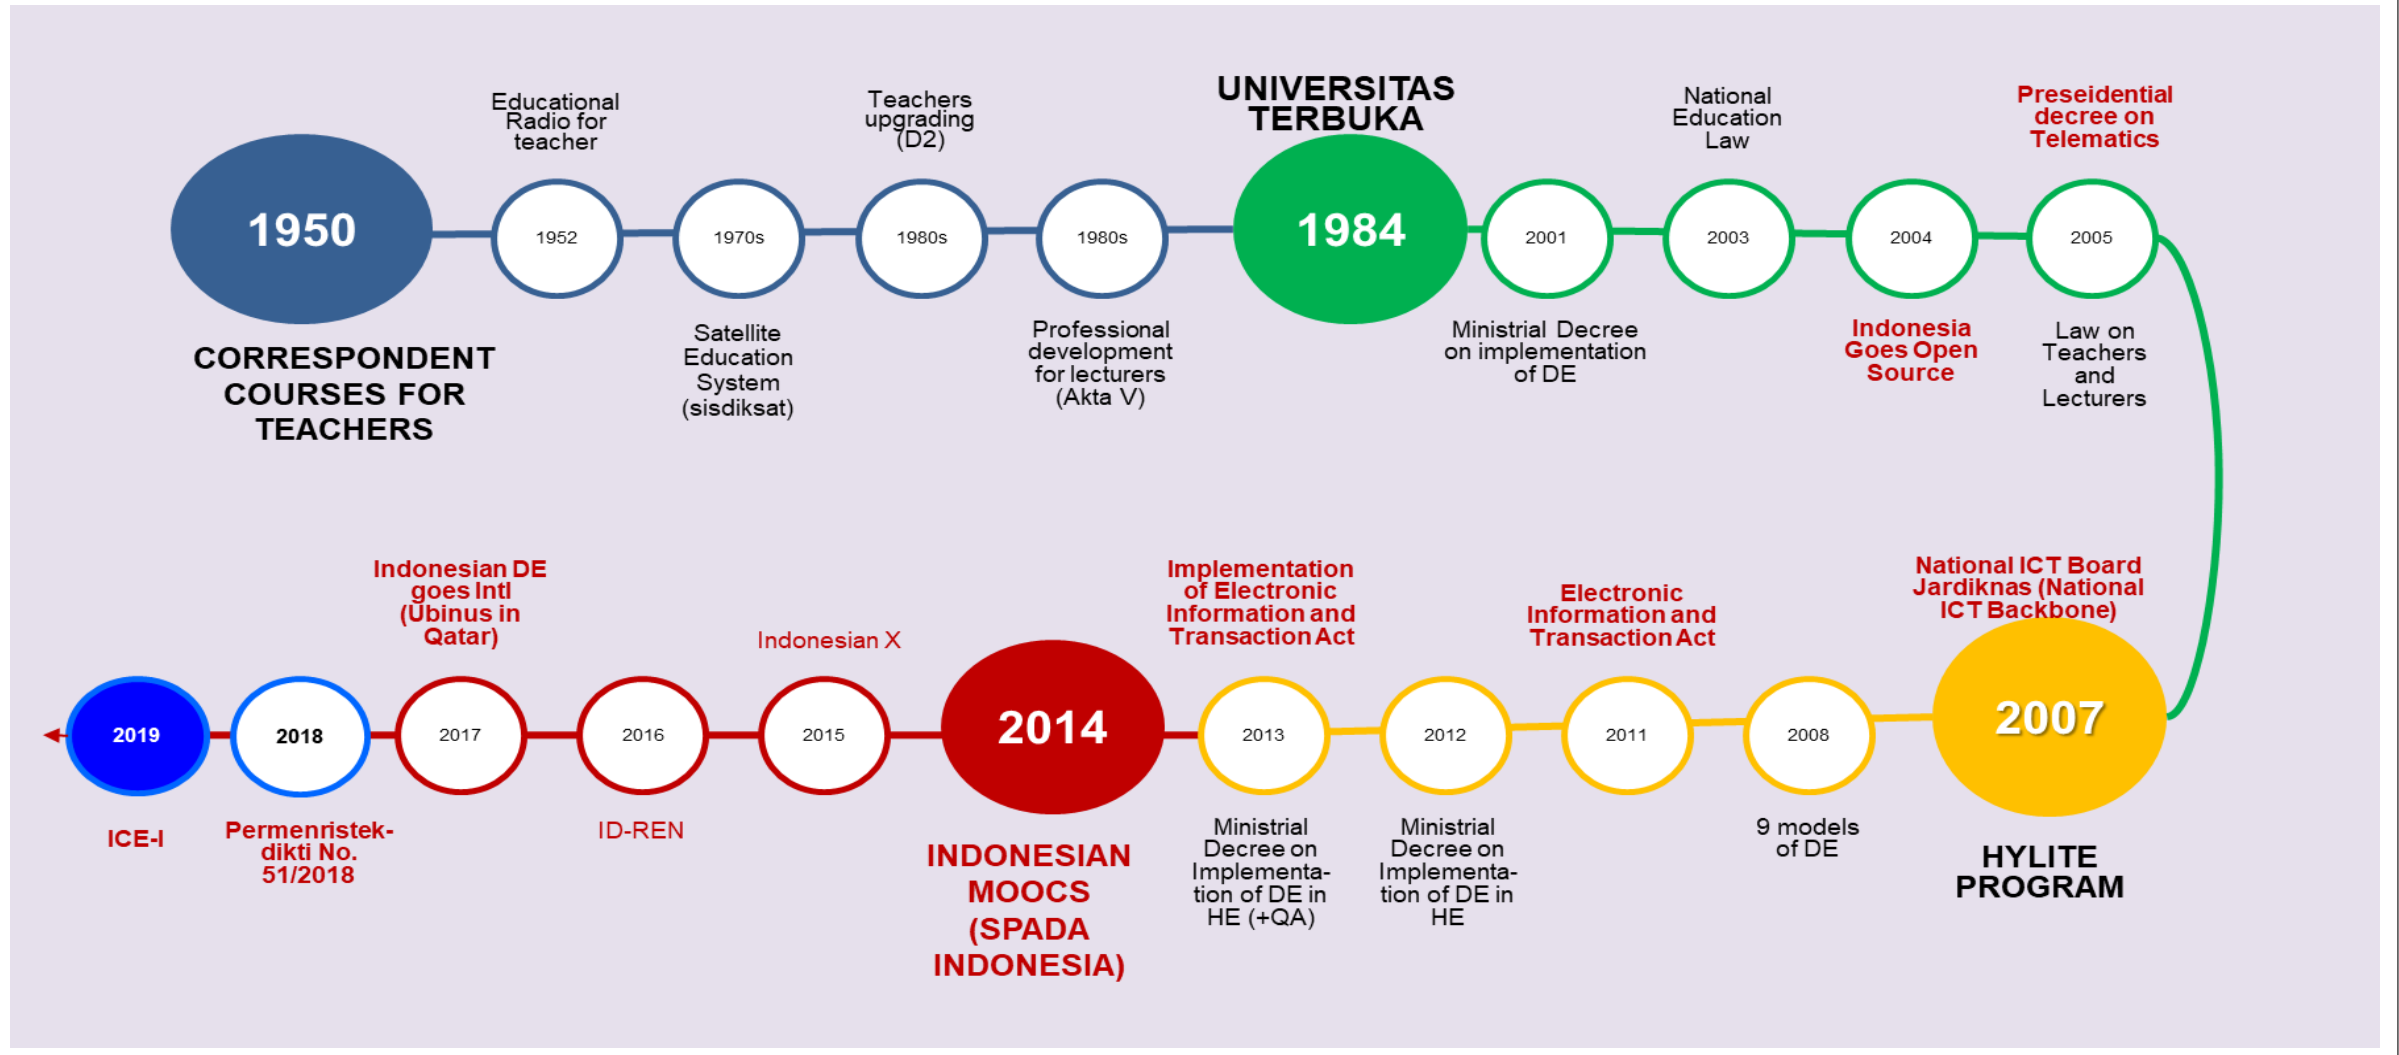 Educational
Radio for
teacher
Teachers
upgrading
(D2)
UNIVERSITAS
TERBUKA
National
Education
Law
Preseidential
decree on
Telematics
1950
1952
1970s
1980s
1980s
1984
2001
2003
2004
2005
CORRESPONDENT
COURSES FOR
TEACHERS
Satellite
Education
System
(sisdiksat)
Professional
development
for lecturers
(Akta V)
Ministrial Decree
on implementation
of DE
Indonesia
Goes Open
Source
Law on
Teachers
and
Lecturers
National ICT Board
Jardiknas (National
ICT Backbone)
Electronic
Information and
Transaction Act
Implementation
of Electronic
Information and
Transaction Act
Indonesian X
Indonesian DE
goes Intl
(Ubinus in
Qatar)
2007
2008
2011
2012
2013
2014
2015
2016
2017
2018
2019
HYLITE
PROGRAM
9 models
of DE
Ministrial
Decree on
Implementa-
tion of DE in
HE
Ministrial
Decree on
Implementa-
tion of DE in
HE (+QA)
INDONESIAN
MOOCS
(SPADA
INDONESIA)
ID-REN
Permenristek-
dikti No.
51/2018
ICE-I